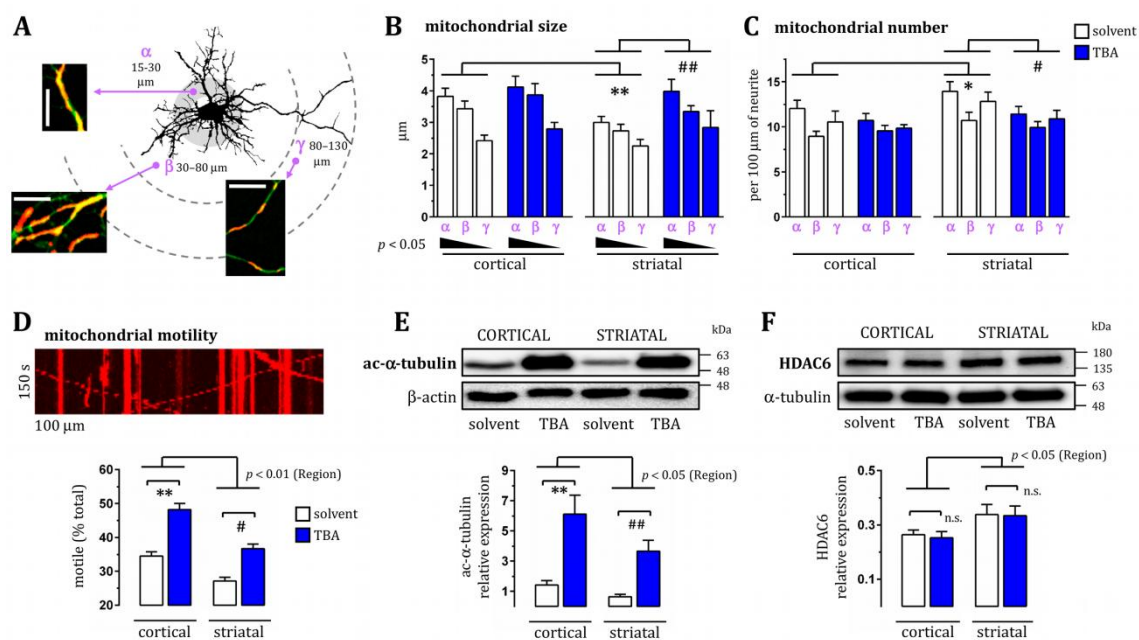 A
α
15-30
μm
β 30–80 μm
γ 80–130
μm
B mitochondrial size
μm
5
4
3
2
1
0
**
##
α β γ α β γ α β γ α β γ
p < 0.05
cortical striatal
C mitochondrial number
solvent
TBA
per 100 μm of neurite
15
10
5
0
*
#
α β γ α β γ α β γ α β γ
cortical striatal
D mitochondrial motility
150 s
100 μm
motile (% total)
60
50
40
30
20
p < 0.01 (Region)
**
#
solvent
TBA
cortical striatal
E
CORTICAL STRIATAL kDa
ac-α-tubulin
63
48
β-actin
48
solvent TBA solvent TBA
ac-α-tubulin
relative expression
9
7
5
3
1
p < 0.05 (Region)
**
##
cortical striatal
F
CORTICAL STRIATAL kDa
HDAC6
180
135
α-tubulin
63
48
solvent TBA solvent TBA
HDAC6
relative expression
0.5
0.3
0.1
p < 0.05 (Region)
n.s.
n.s.
cortical striatal